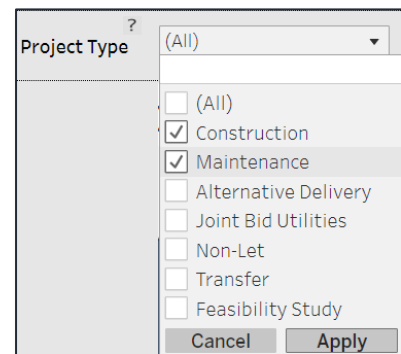 ?
Project Type
(All)
(All)
Construction
Maintenance
Alternative Delivery
Joint Bid Utilities
Non-Let
Transfer
Feasibility Study
Cancel Apply